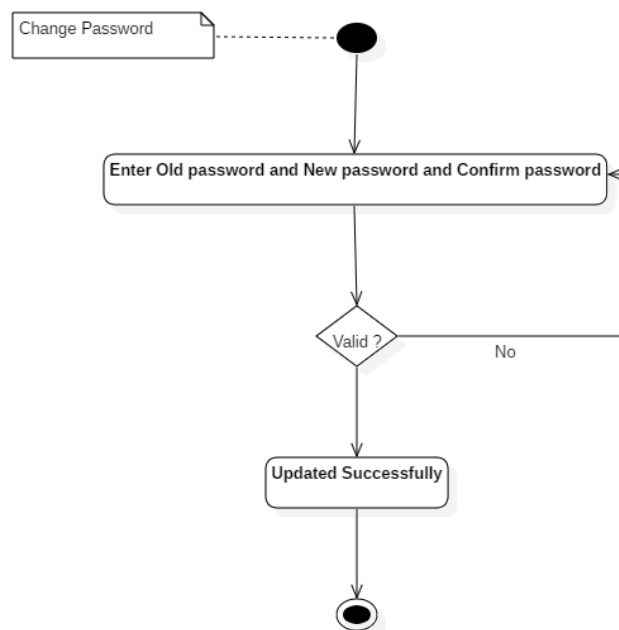 Change Password
Enter Old password and New password and Confirm password
Valid ?
No
Updated Successfully